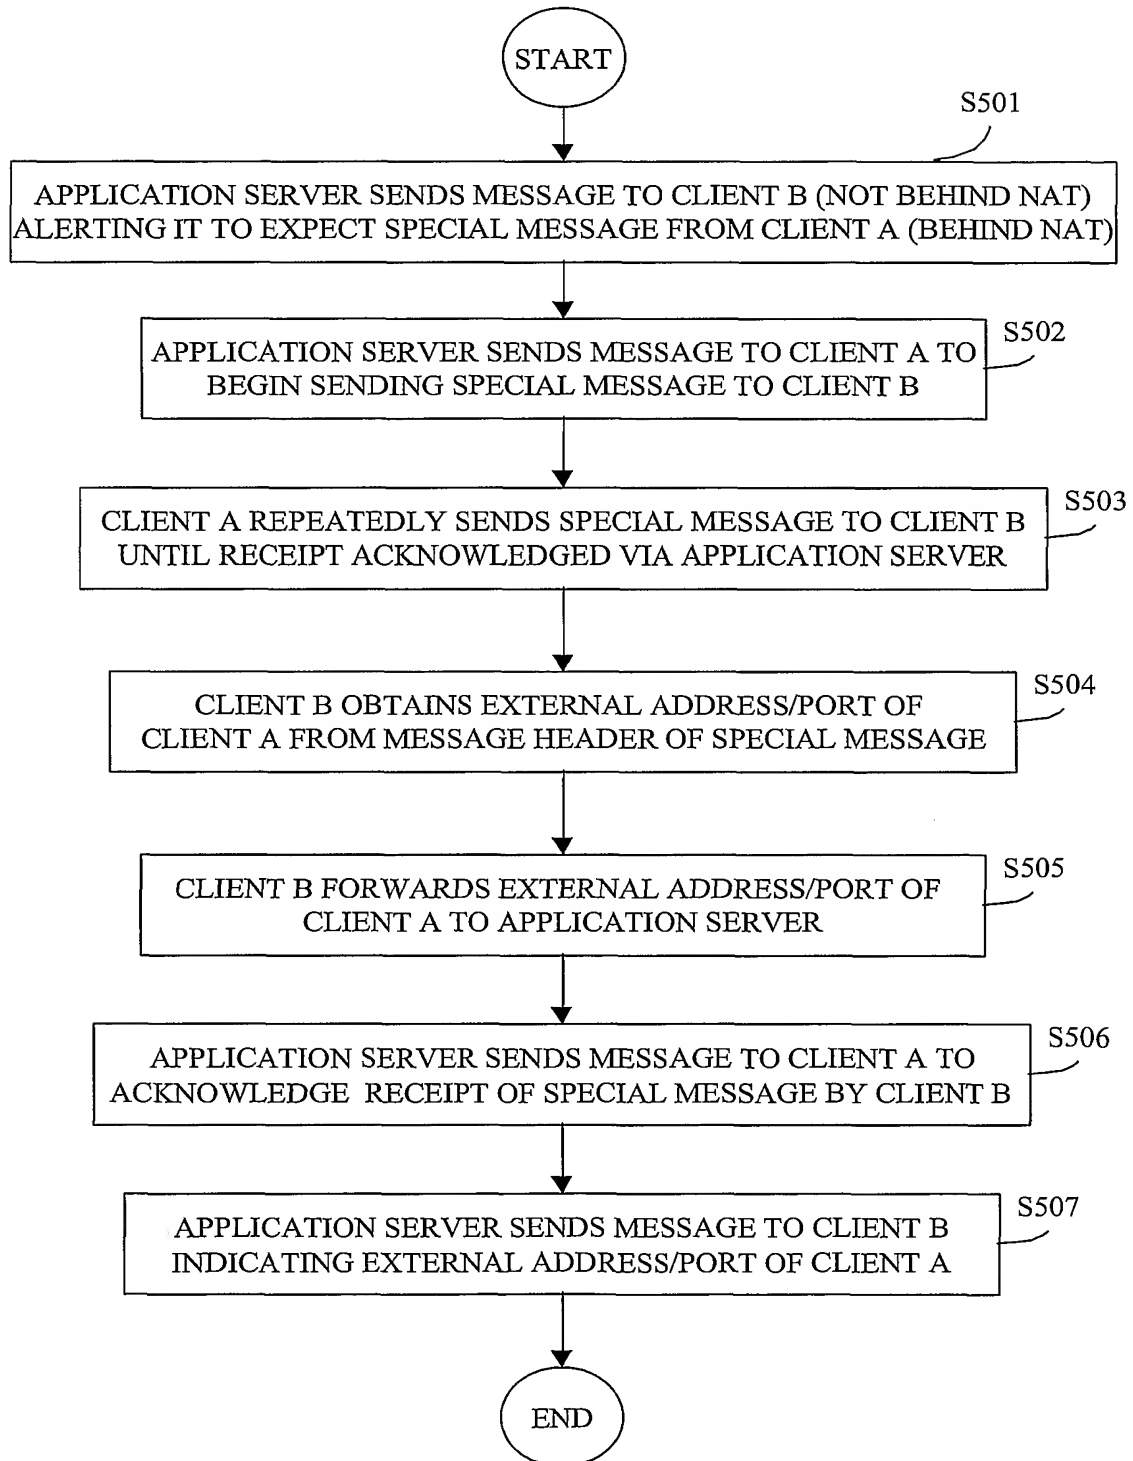 START
S501
APPLICATION SERVER SENDS MESSAGE TO CLIENT B (NOT BEHIND NAT)
ALERTING IT TO EXPECT SPECIAL MESSAGE FROM CLIENT A (BEHIND NAT)
S502
APPLICATION SERVER SENDS MESSAGE TO CLIENT A TO
BEGIN SENDING SPECIAL MESSAGE TO CLIENT B
S503
CLIENT A REPEATEDLY SENDS SPECIAL MESSAGE TO CLIENT B
UNTIL RECEIPT ACKNOWLEDGED VIA APPLICATION SERVER
S504
CLIENT B OBTAINS EXTERNAL ADDRESS/PORT OF
CLIENT A FROM MESSAGE HEADER OF SPECIAL MESSAGE
S505
CLIENT B FORWARDS EXTERNAL ADDRESS/PORT OF
CLIENT A TO APPLICATION SERVER
S506
APPLICATION SERVER SENDS MESSAGE TO CLIENT A TO
ACKNOWLEDGE RECEIPT OF SPECIAL MESSAGE BY CLIENT B
S507
APPLICATION SERVER SENDS MESSAGE TO CLIENT B
INDICATING EXTERNAL ADDRESS/PORT OF CLIENT A
END